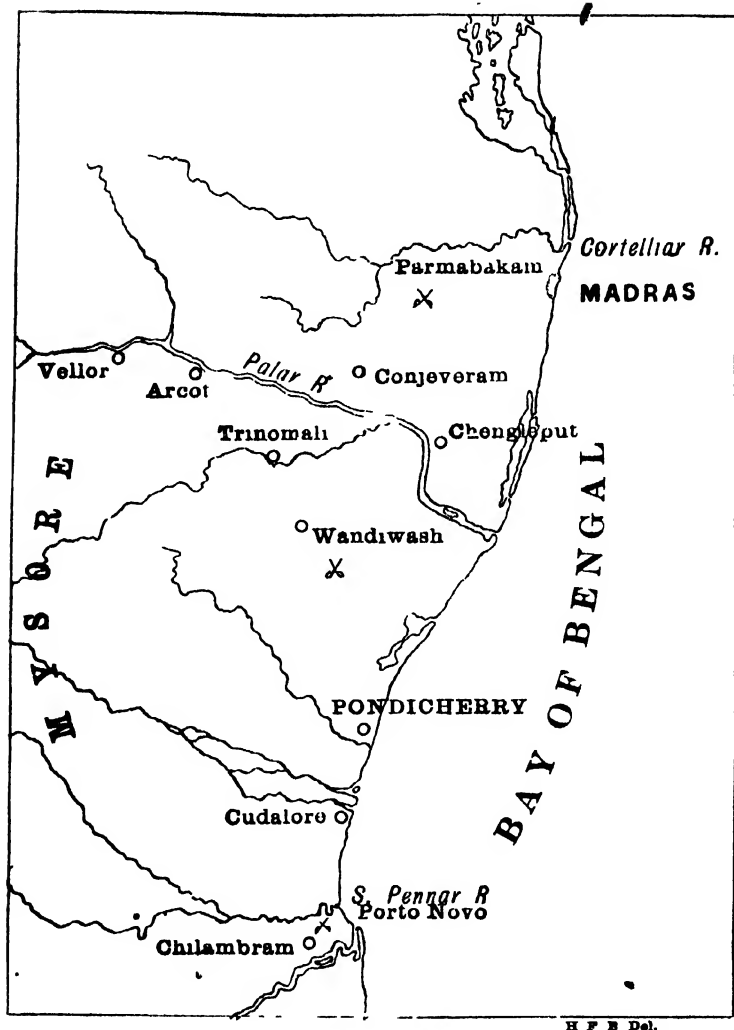 Cortelliar R.
Parmabakam
MADRAS
Vellor
Arcot
Palar R
Conjeveram
Trinomali
Chengleput
Wandiwash
MYSORE
BAY OF BENGAL
PONDICHERRY
Cudalore
S. Pennar R
Porto Novo
Chilambram
H F B Del.